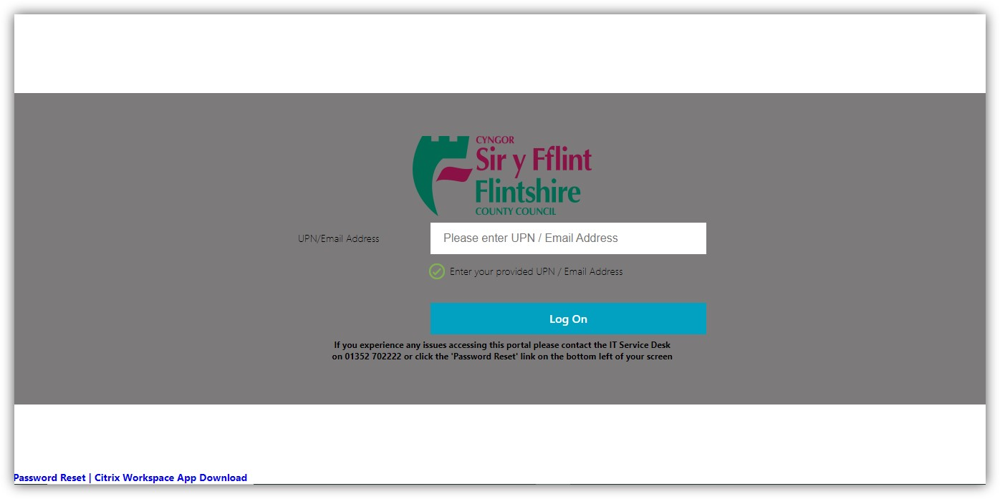 CYNGOR
Sir y Fflint
Flintshire
COUNTY COUNCIL
UPN/Email Address
Please enter UPN / Email Address
Enter your provided UPN / Email Address
Log On
If you experience any issues accessing this portal please contact the IT Service Desk
on 01352 702222 or click the 'Password Reset' link on the bottom left of your screen
Password Reset | Citrix Workspace App Download